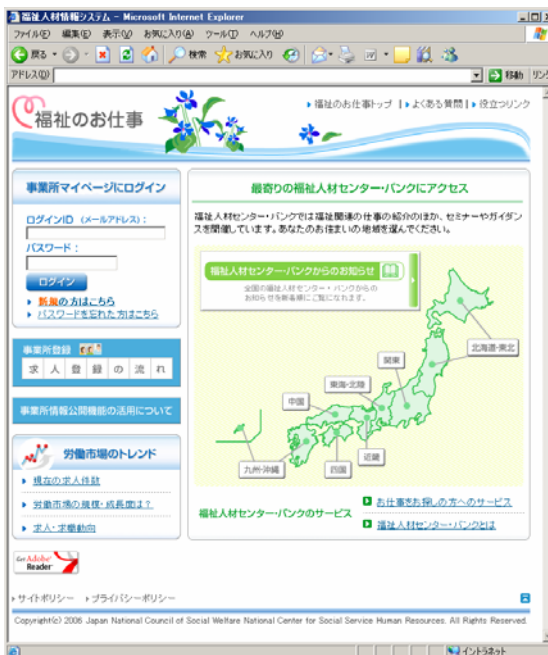 福祉人材情報システム - Microsoft Internet Explorer
ファイル(F) 編集(E) 表示(V) お気に入り(A) ツール(T) ヘルプ(H)
戻る 検索 お気に入り
アドレス(D) 移動 リンク
福祉のお仕事
福祉のお仕事トップ | よくある質問 | 役立つリンク
事業所マイページにログイン
ログインID (メールアドレス):
パスワード:
ログイン
新規の方はこちら
パスワードを忘れた方はこちら
事業所登録
求人登録の流れ
事業所情報公開機能の活用について
労働市場のトレンド
現在の求人件数
労働市場の規模・成長面は?
求人・求職動向
Get Adobe Reader
最寄りの福祉人材センター・バンクにアクセス
福祉人材センター・バンクでは福祉関連の仕事の紹介のほか、セミナーやガイダン
スを開催しています。あなたのお住まいの地域を選んでください。
福祉人材センター・バンクからのお知らせ
全国の福祉人材センター・バンクからの
お知らせを新着順にご覧になれます。
北海道・東北
関東
東海・北陸
中国
近畿
四国
九州・沖縄
福祉人材センター・バンクのサービス
お仕事をお探しの方へのサービス
福祉人材センター・バンクとは
サイトポリシー プライバシーポリシー
Copyright(c) 2006 Japan National Council of Social Welfare National Center for Social Service Human Resources. All Rights Reserved.
イントラネット